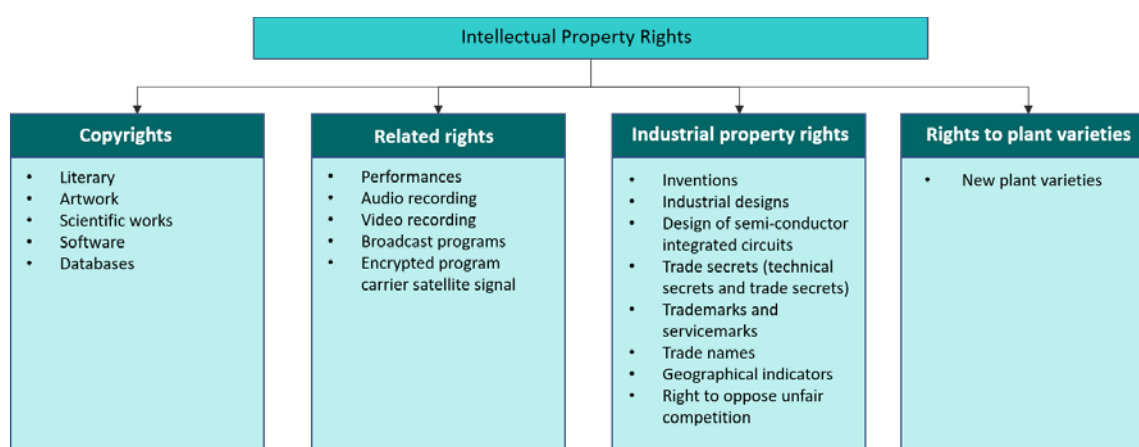 Intellectual Property Rights
Copyrights
• Literary
• Artwork
• Scientific works
• Software
• Databases
Related rights
• Performances
• Audio recording
• Video recording
• Broadcast programs
• Encrypted program
carrier satellite signal
Industrial property rights
• Inventions
• Industrial designs
• Design of semi-conductor
integrated circuits
• Trade secrets (technical
secrets and trade secrets)
• Trademarks and
servicemarks
• Trade names
• Geographical indicators
• Right to oppose unfair
competition
Rights to plant varieties
• New plant varieties